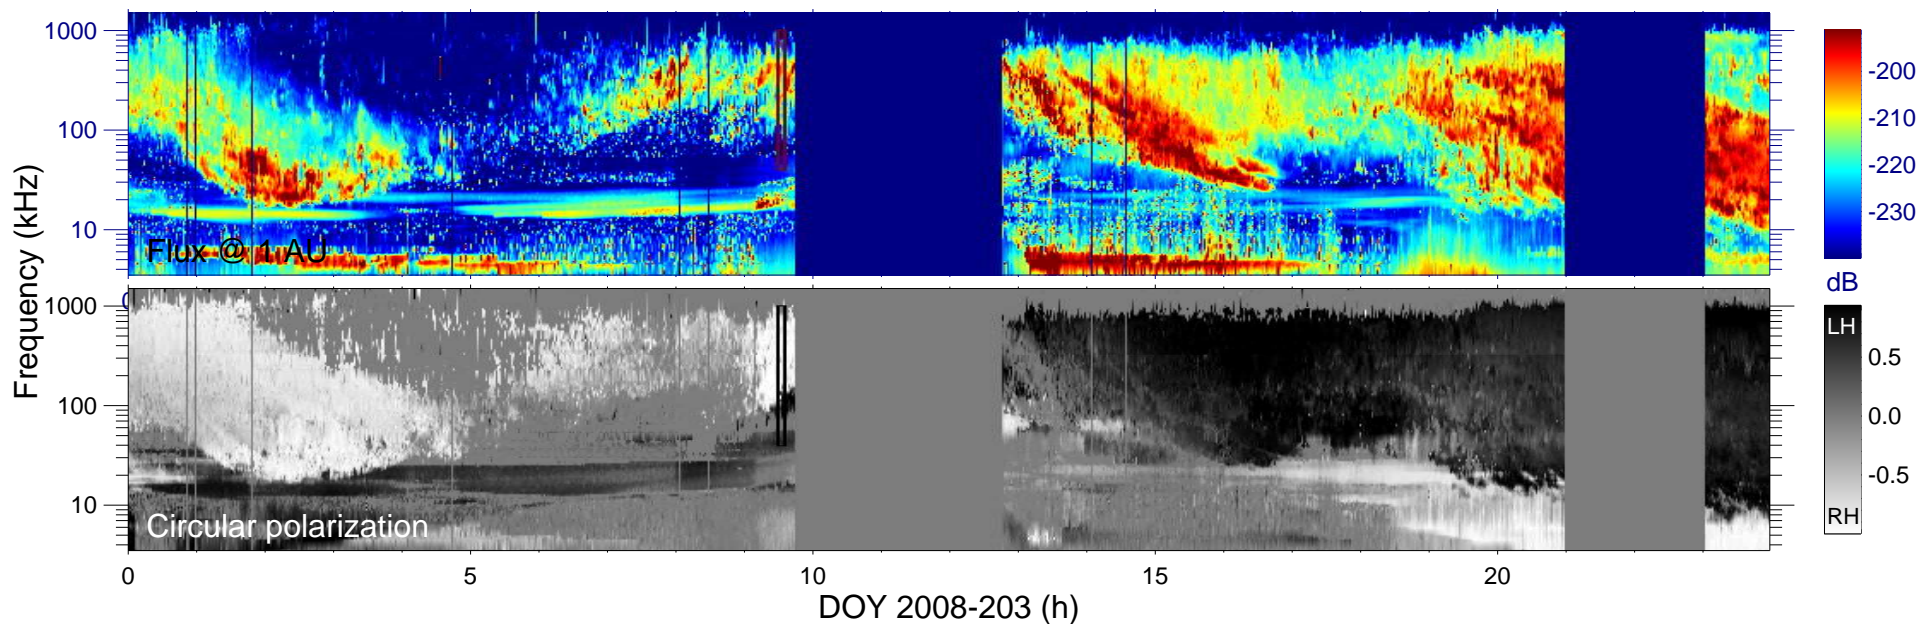 1000
100
10
Flux @ 1 AU
-200
-210
-220
-230
dB
Frequency (kHz)
0
1000
100
10
Circular polarization
LH
0.5
0.0
-0.5
RH
0
5
10
15
20
DOY 2008-203 (h)